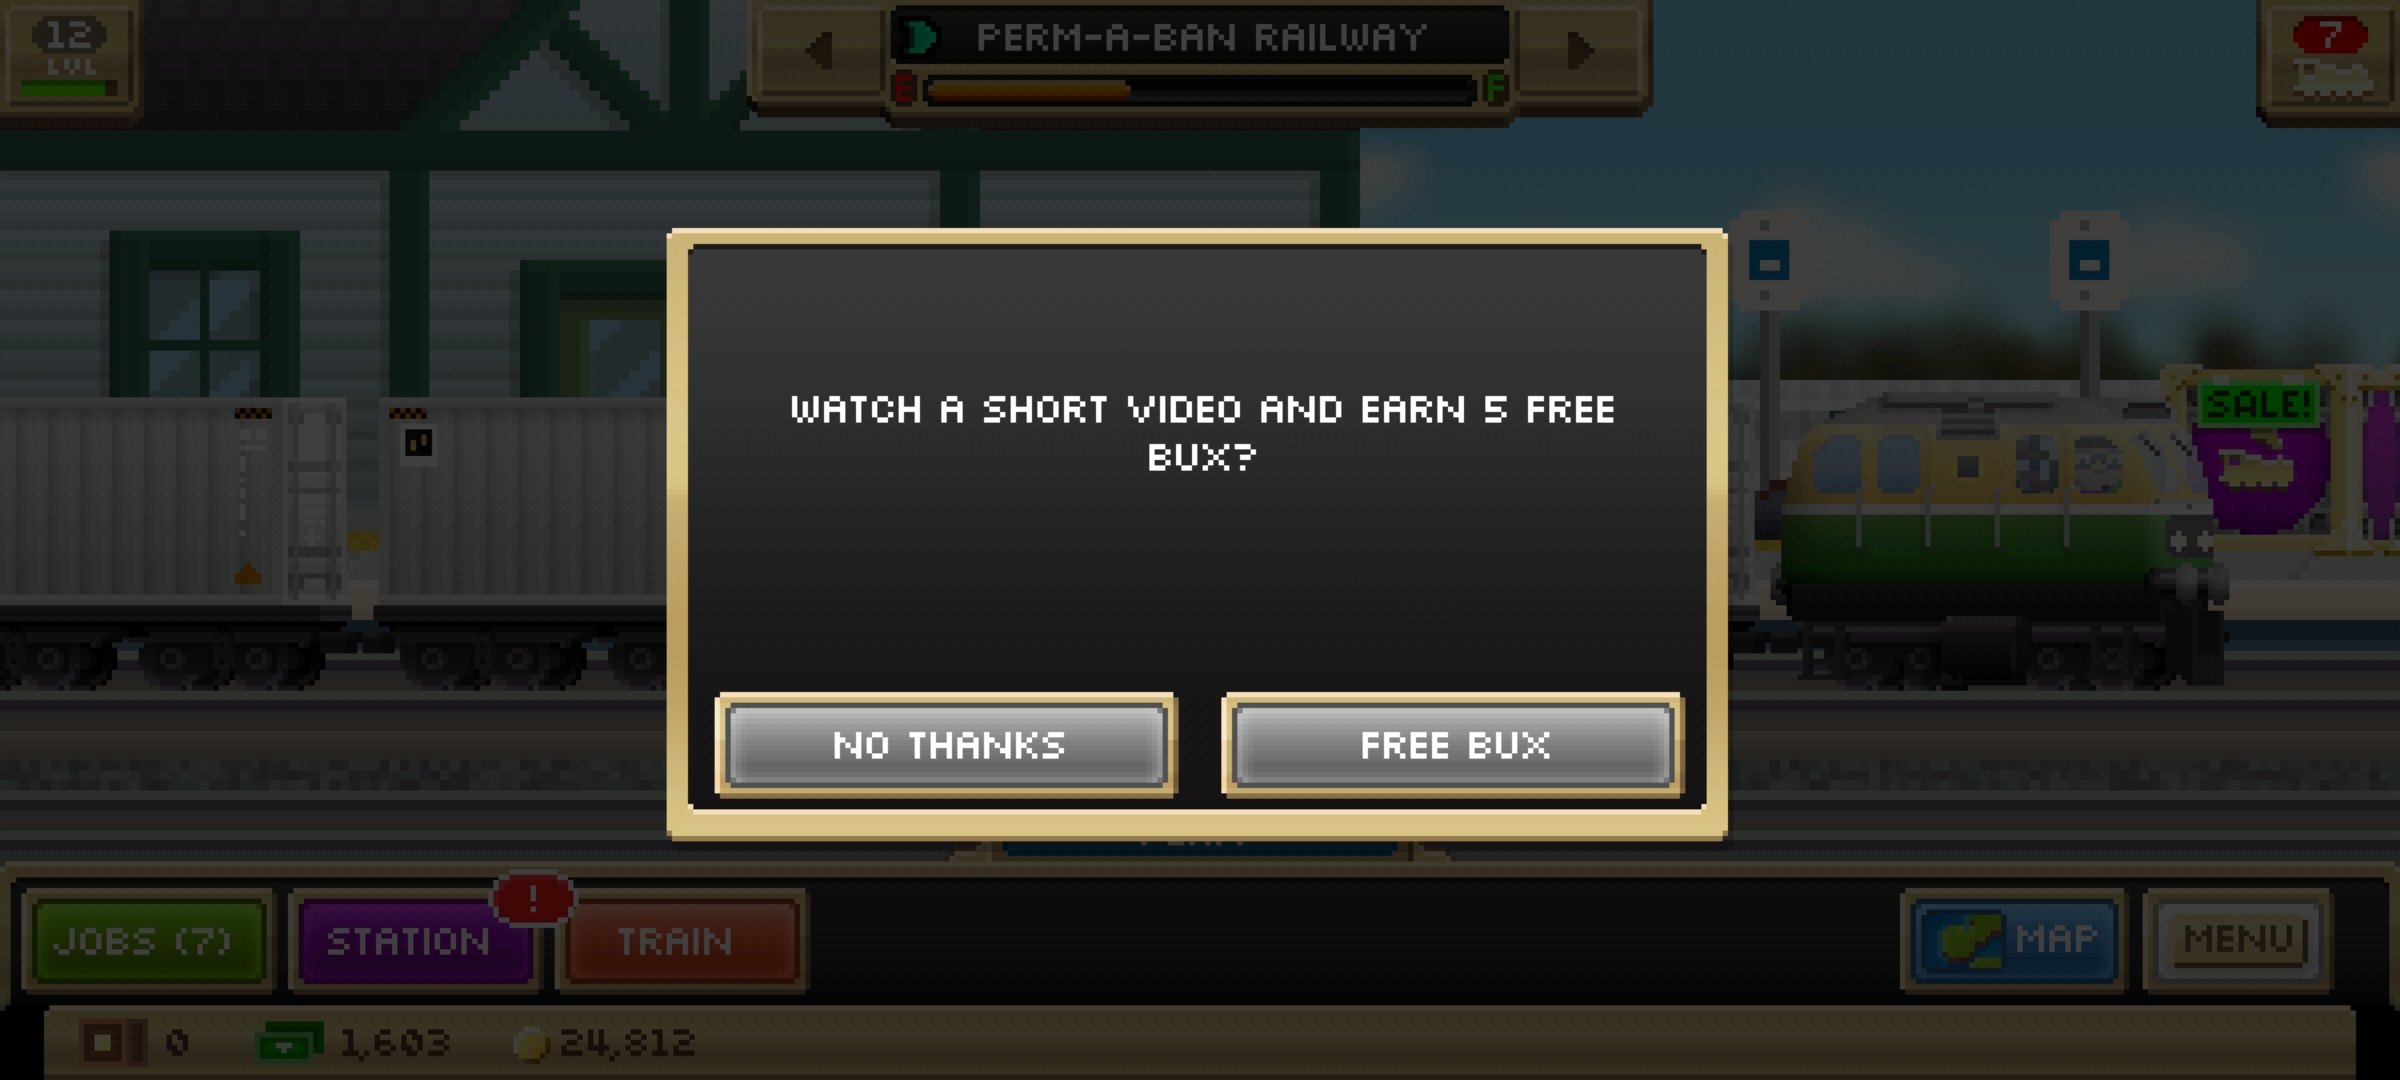 12
LVL
PERM-A-BAN RAILWAY
E F
7
SALE!
WATCH A SHORT VIDEO AND EARN 5 FREE
BUX?
NO THANKS
FREE BUX
JOBS (7)
STATION
!
TRAIN
MAP
MENU
0
1,603
24,812